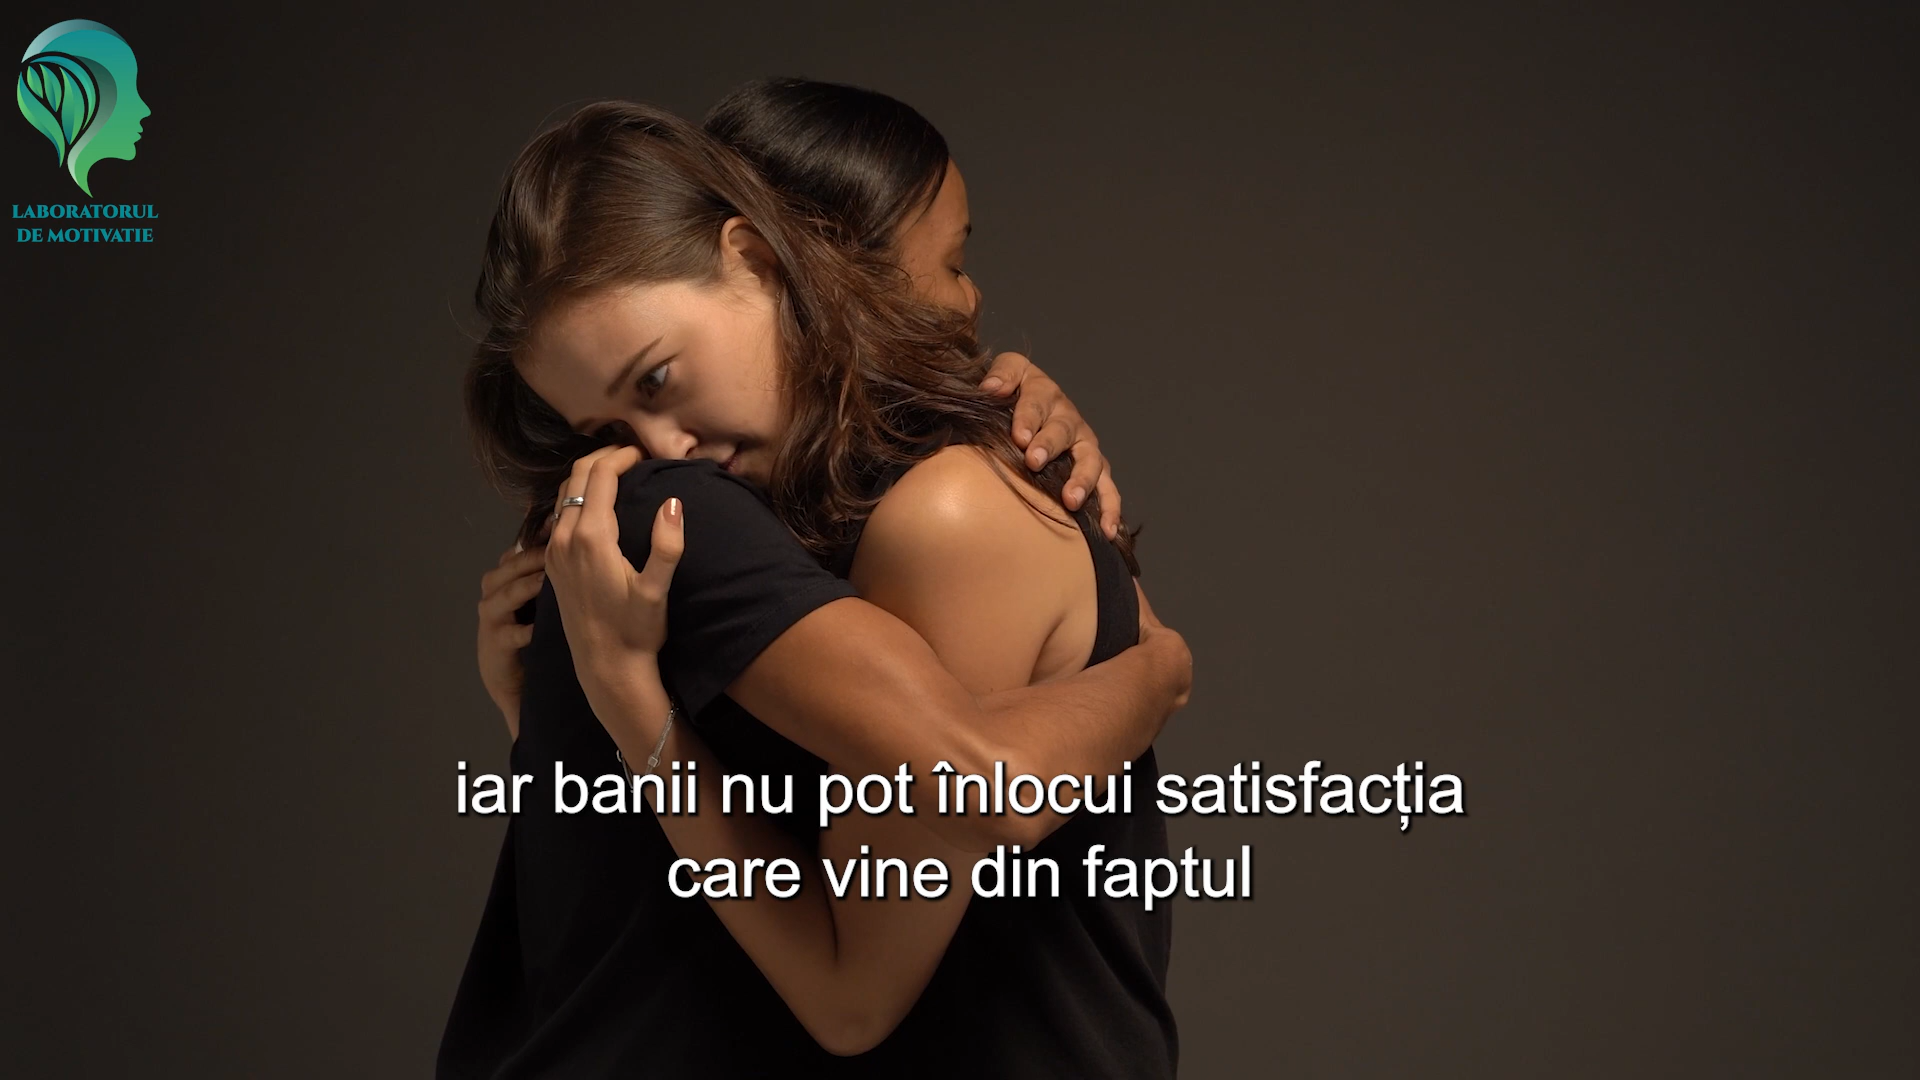 LABORATORUL
DE MOTIVATIE
iar banii nu pot înlocui satisfacția
care vine din faptul